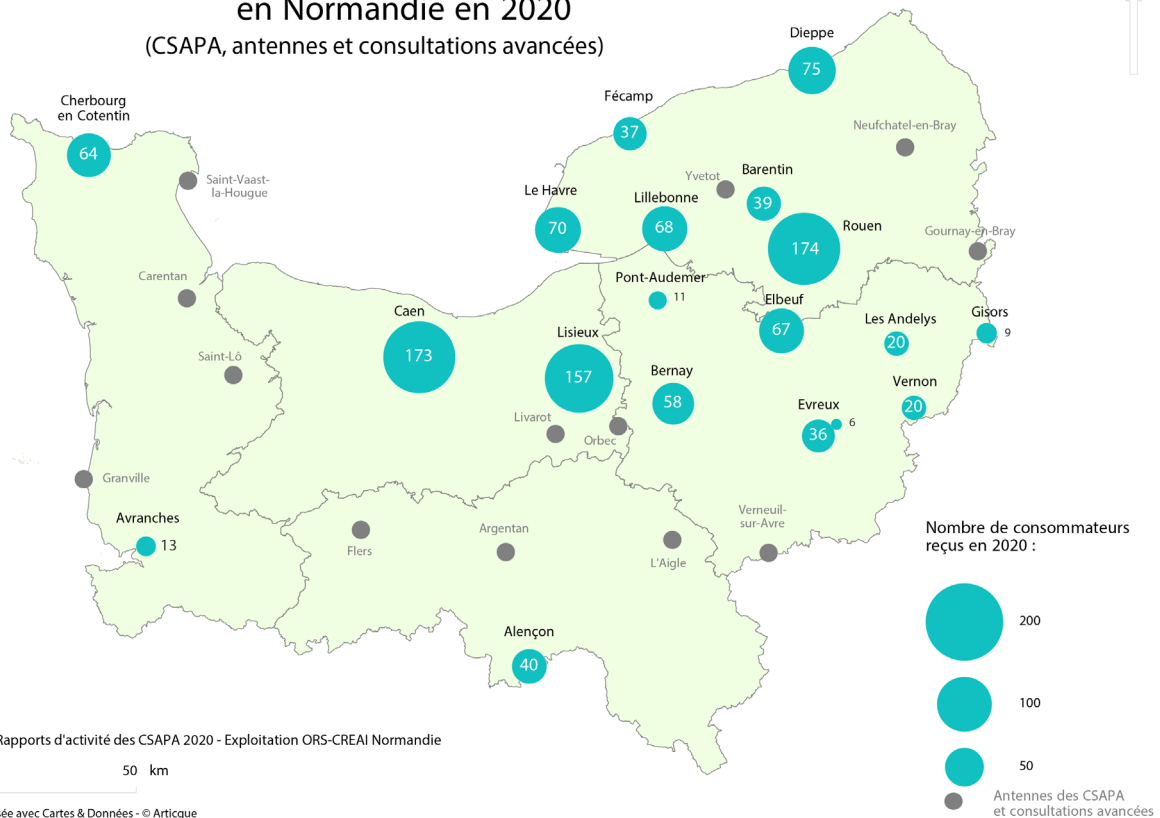 en Normandie en 2020
(CSAPA, antennes et consultations avancées)
Dieppe
75
Cherbourg
en Cotentin
64
Fécamp
37
Neufchatel-en-Bray
Saint-Vaast-
la-Hougue
Yvetot
Barentin
39
Le Havre
70
Lillebonne
68
Rouen
174
Gournay-en-Bray
Carentan
Pont-Audemer
11
Elbeuf
67
Les Andelys
20
Gisors
9
Caen
173
Lisieux
157
Saint-Lô
Bernay
58
Vernon
20
Evreux
6
36
Livarot
Orbec
Granville
Avranches
13
Flers
Argentan
L'Aigle
Verneuil-
sur-Avre
Alençon
40
Nombre de consommateurs
reçus en 2020 :
200
100
50
Antennes des CSAPA
et consultations avancées
Rapports d'activité des CSAPA 2020 - Exploitation ORS-CREAI Normandie
50 km
sée avec Cartes & Données - © Articque